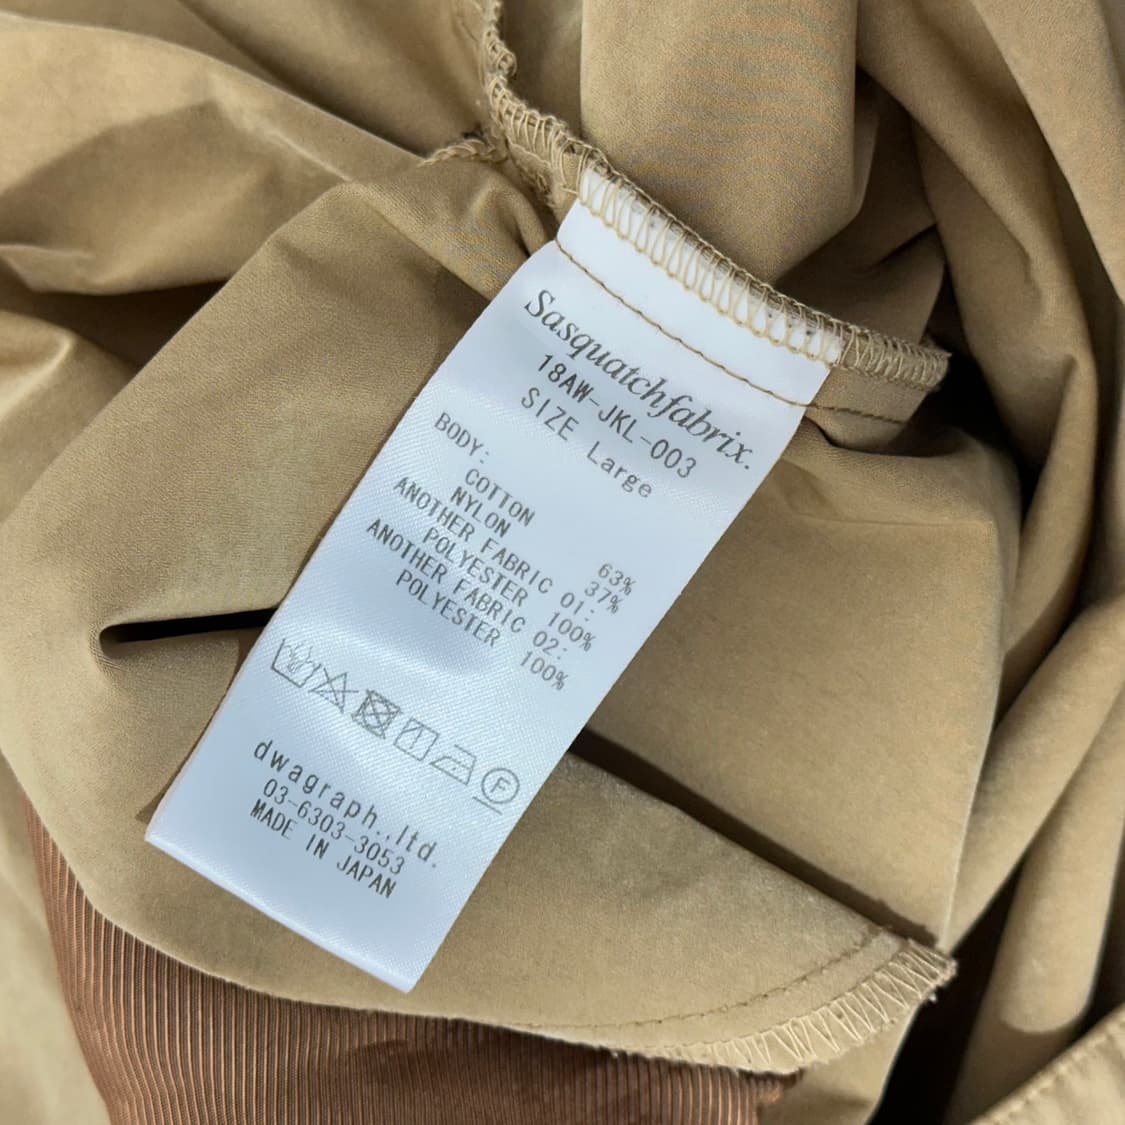 Sasquatchfabrix.
18AW-JKL-003
SIZE Large
BODY:
COTTON 63%
NYLON 37%
ANOTHER FABRIC 01:
POLYESTER 100%
ANOTHER FABRIC 02:
POLYESTER 100%
F
dwagraph.,ltd.
03-6303-3053
MADE IN JAPAN